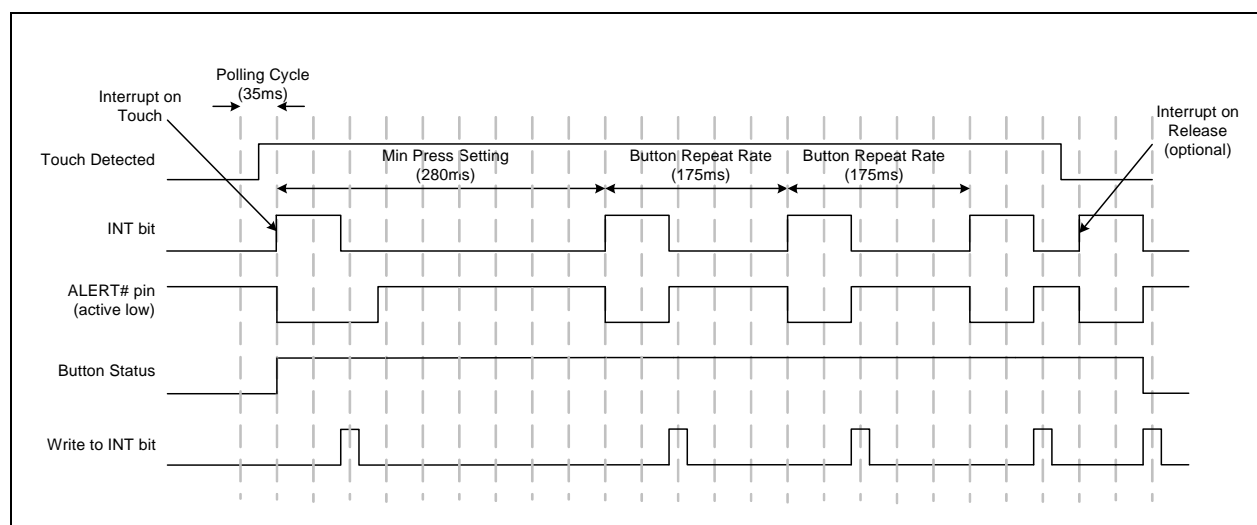 Polling Cycle
(35ms)
Interrupt on
Touch
Interrupt on
Release
(optional)
Touch Detected
Min Press Setting
(280ms)
Button Repeat Rate
(175ms)
Button Repeat Rate
(175ms)
INT bit
ALERT# pin
(active low)
Button Status
Write to INT bit